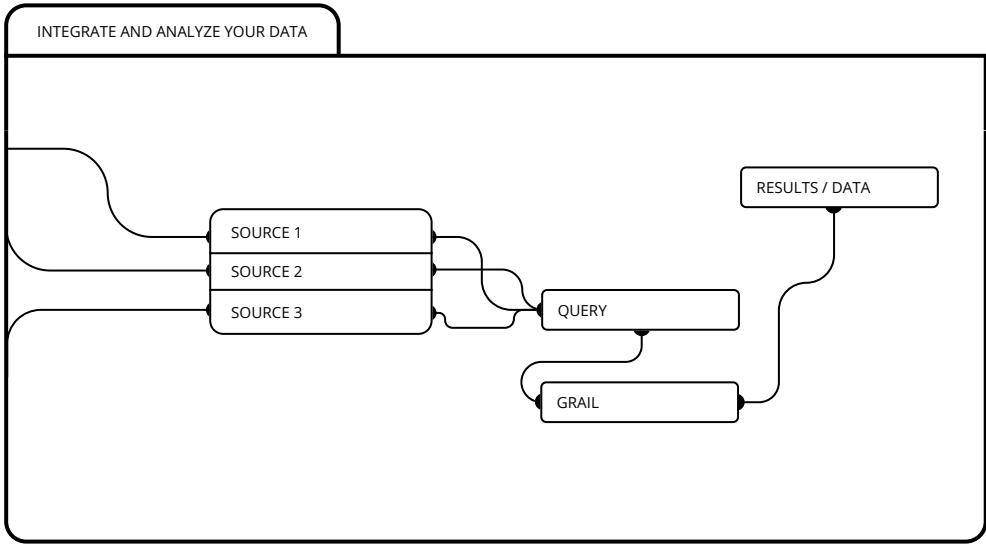 INTEGRATE AND ANALYZE YOUR DATA
RESULTS / DATA
SOURCE 1
SOURCE 2
SOURCE 3
QUERY
GRAIL